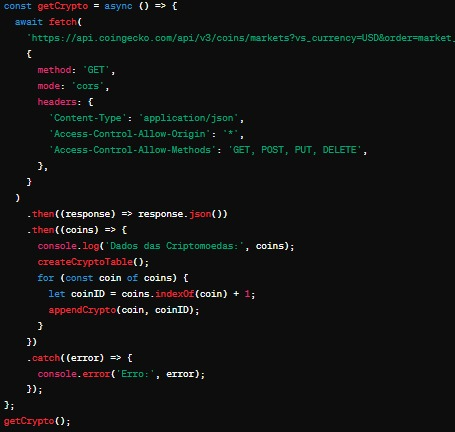 const getCrypto = async () => {
  await fetch(
    'https://api.coingecko.com/api/v3/coins/markets?vs_currency=USD&order=market_
    {
      method: 'GET',
      mode: 'cors',
      headers: {
        'Content-Type': 'application/json',
        'Access-Control-Allow-Origin': '*',
        'Access-Control-Allow-Methods': 'GET, POST, PUT, DELETE',
      },
    }
  )
    .then((response) => response.json())
    .then((coins) => {
      console.log('Dados das Criptomoedas:', coins);
      createCryptoTable();
      for (const coin of coins) {
        let coinID = coins.indexOf(coin) + 1;
        appendCrypto(coin, coinID);
      }
    })
    .catch((error) => {
      console.error('Erro:', error);
    });
};
getCrypto();